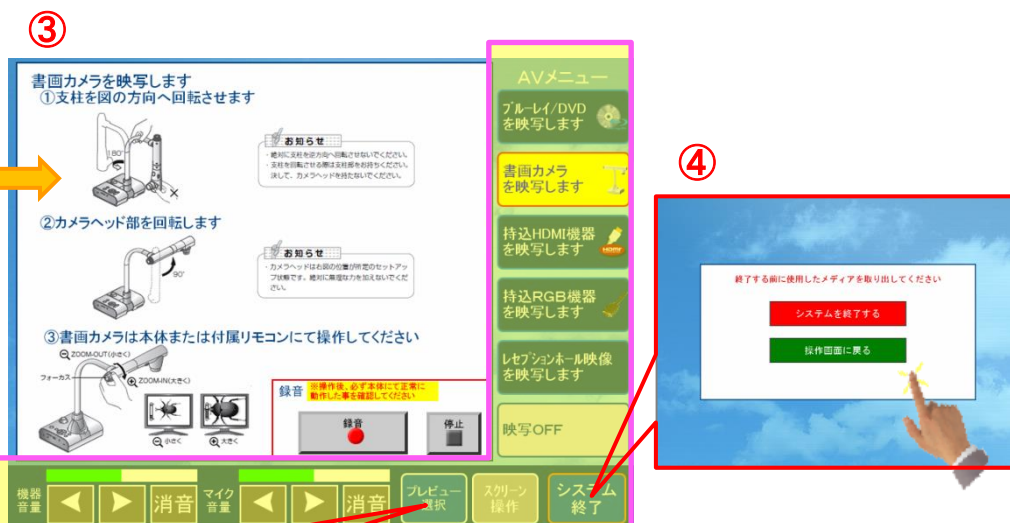 ③
書画カメラを映写します
①支柱を図の方向へ回転させます
180°
お知らせ
・絶対に支柱を逆方向へ回転させないでください。
・支柱を回転させる際は支柱部をお持ちください。
決して、カメラヘッドを持たないでください。
②カメラヘッド部を回転します
90°
お知らせ
・カメラヘッドは右図の位置が所定のセットアッ
プ状態です。絶対に無理な力を加えないでくだ
さい。
③書画カメラは本体または付属リモコンにて操作してください
ZOOM-OUT(小さく)
フォーカス
ZOOM-IN(大きく)
小さく
大きく
録音
※操作後、必ず本体にて正常に
動作した事を確認してください
録音
停止
AVメニュー
ブルーレイ/DVD
を映写します
書画カメラ
を映写します
持込HDMI機器
を映写します
HDMI
持込RGB機器
を映写します
レセプションホール映像
を映写します
映写OFF
機器
音量
消音
マイク
音量
消音
プレビュー
選択
スクリーン
操作
システム
終了
④
終了する前に使用したメディアを取り出してください
システムを終了する
操作画面に戻る